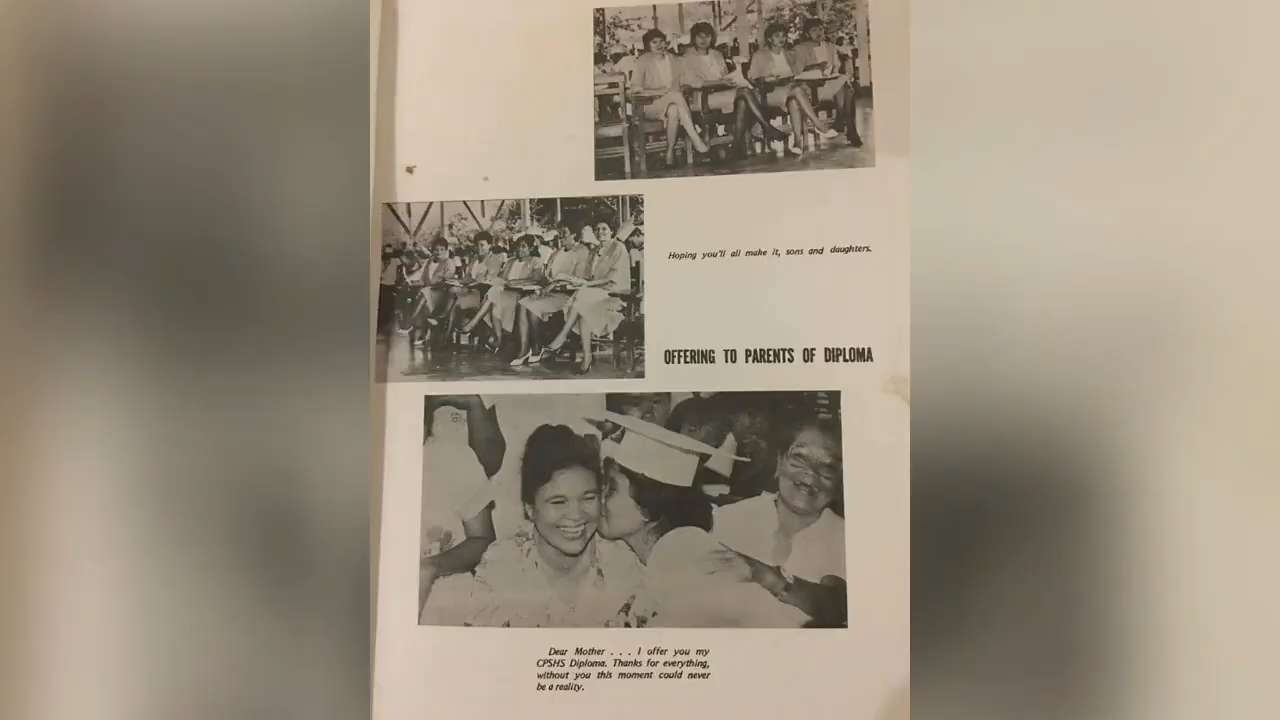 Hoping you'll all make it, sons and daughters.
OFFERING TO PARENTS OF DIPLOMA
Dear Mother . . . I offer you my
CPSHS Diploma. Thanks for everything,
without you this moment could never
be a reality.